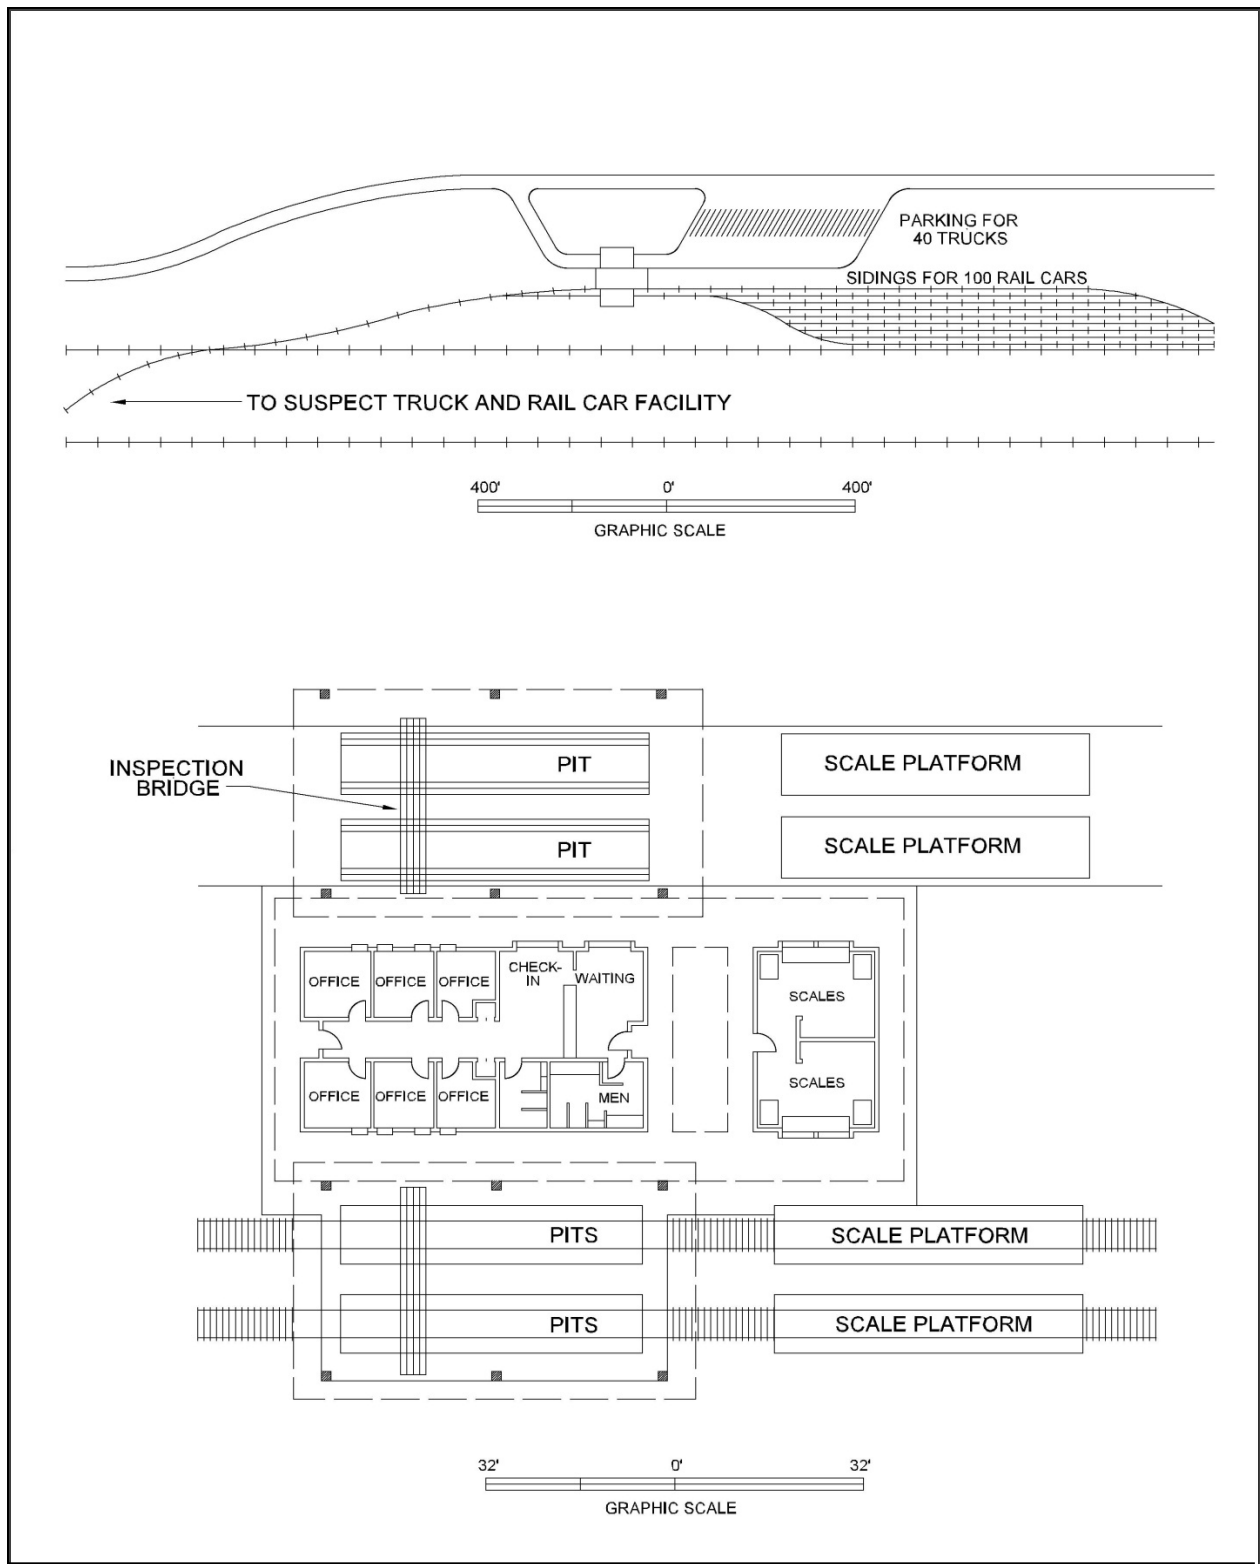 PARKING FOR
40 TRUCKS
SIDINGS FOR 100 RAIL CARS
TO SUSPECT TRUCK AND RAIL CAR FACILITY
400' 0' 400'
GRAPHIC SCALE
INSPECTION
BRIDGE
PIT
SCALE PLATFORM
PIT
SCALE PLATFORM
OFFICE OFFICE OFFICE
CHECK-
IN
WAITING
SCALES
OFFICE OFFICE OFFICE
MEN
SCALES
PITS
SCALE PLATFORM
PITS
SCALE PLATFORM
32' 0' 32'
GRAPHIC SCALE